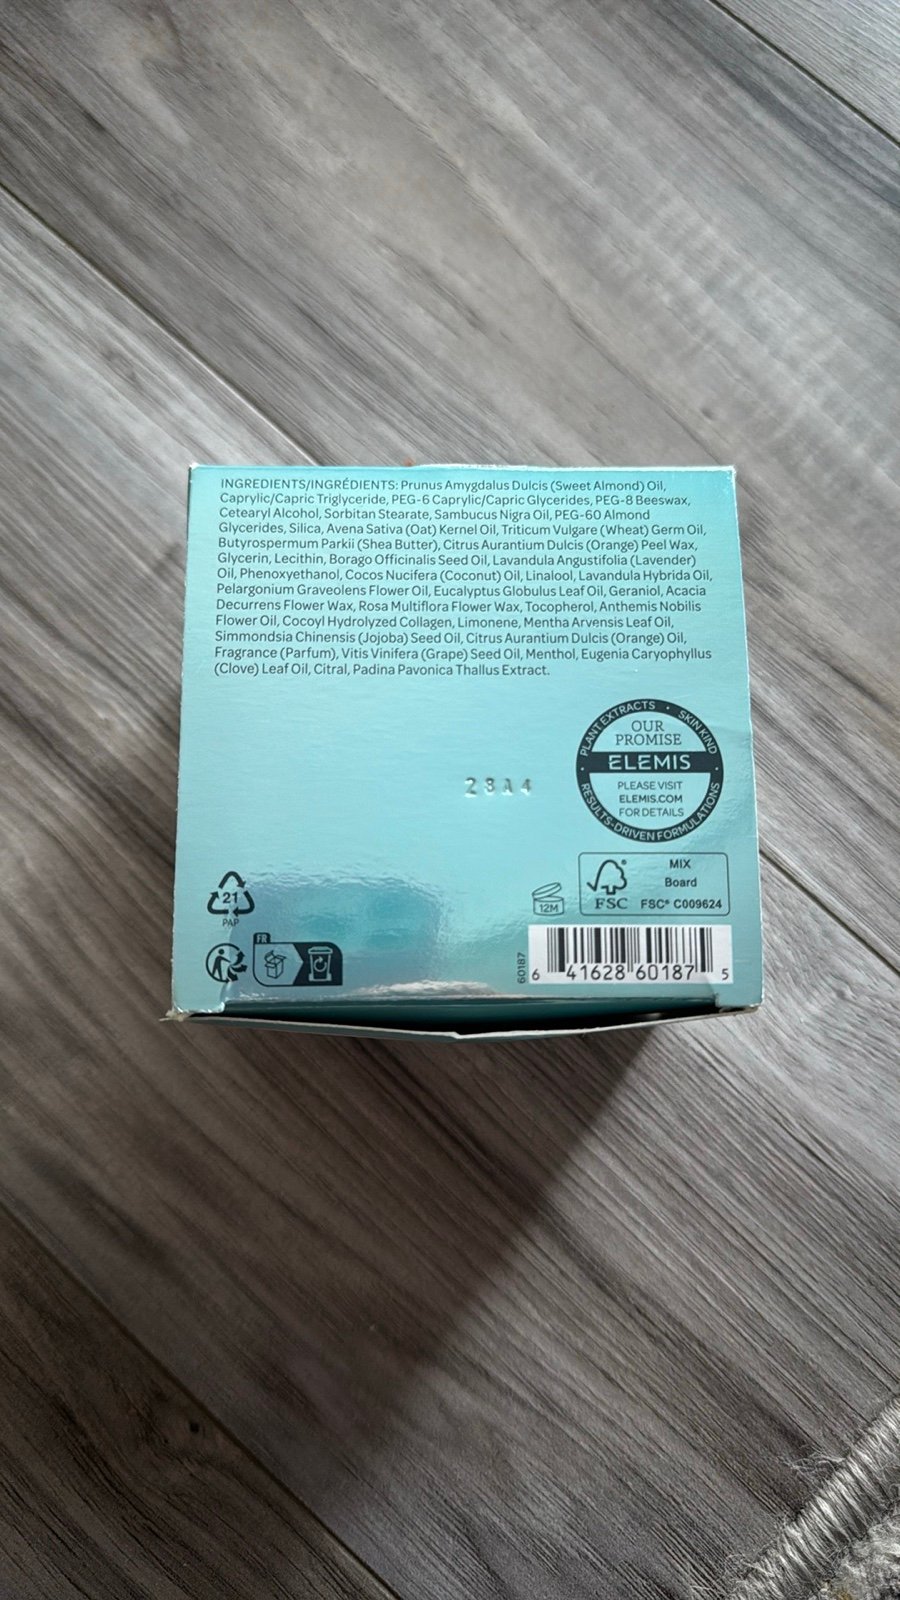 INGREDIENTS/INGRÉDIENTS: Prunus Amygdalus Dulcis (Sweet Almond) Oil,
Caprylic/Capric Triglyceride, PEG-6 Caprylic/Capric Glycerides, PEG-8 Beeswax,
Cetearyl Alcohol, Sorbitan Stearate, Sambucus Nigra Oil, PEG-60 Almond
Glycerides, Silica, Avena Sativa (Oat) Kernel Oil, Triticum Vulgare (Wheat) Germ Oil,
Butyrospermum Parkii (Shea Butter), Citrus Aurantium Dulcis (Orange) Peel Wax,
Glycerin, Lecithin, Borago Officinalis Seed Oil, Lavandula Angustifolia (Lavender)
Oil, Phenoxyethanol, Cocos Nucifera (Coconut) Oil, Linalool, Lavandula Hybrida Oil,
Pelargonium Graveolens Flower Oil, Eucalyptus Globulus Leaf Oil, Geraniol, Acacia
Decurrens Flower Wax, Rosa Multiflora Flower Wax, Tocopherol, Anthemis Nobilis
Flower Oil, Cocoyl Hydrolyzed Collagen, Limonene, Mentha Arvensis Leaf Oil,
Simmondsia Chinensis (Jojoba) Seed Oil, Citrus Aurantium Dulcis (Orange) Oil,
Fragrance (Parfum), Vitis Vinifera (Grape) Seed Oil, Menthol, Eugenia Caryophyllus
(Clove) Leaf Oil, Citral, Padina Pavonica Thallus Extract.
PLANT EXTRACTS • SKIN KIND •
OUR
PROMISE
ELEMIS
PLEASE VISIT
ELEMIS.COM
FOR DETAILS
RESULTS-DRIVEN FORMULATIONS •
23A4
21
PAP
12M
FSC®
MIX
Board
FSC® C009624
FR
60187
6 41628 60187 5